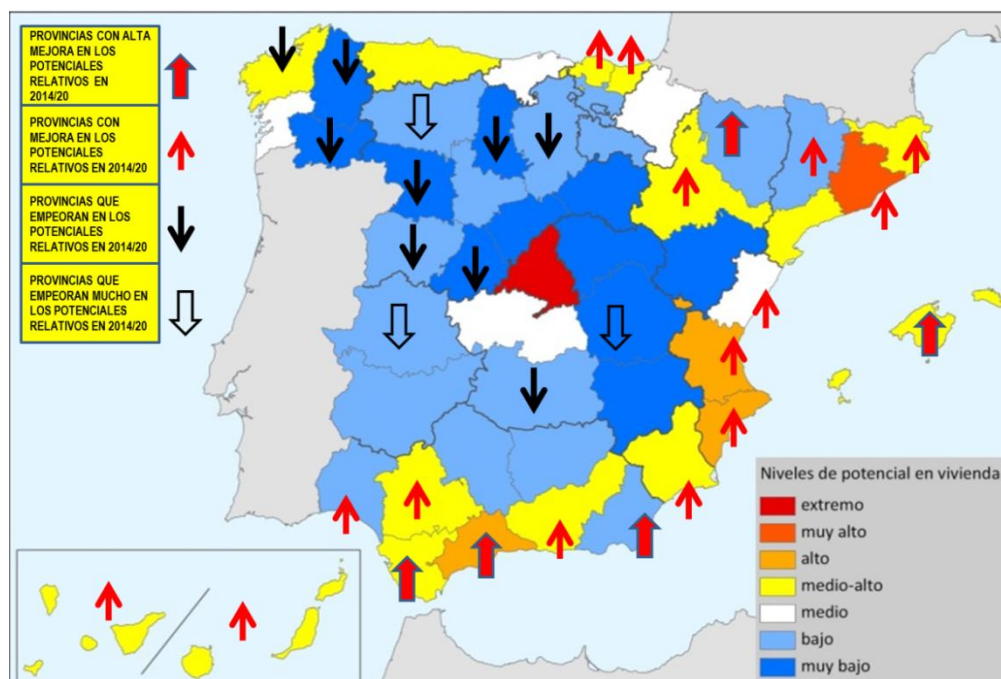 PROVINCIAS CON ALTA
MEJORA EN LOS
POTENCIALES
RELATIVOS EN
2014/20
PROVINCIAS CON
MEJORA EN LOS
POTENCIALES
RELATIVOS EN 2014/20
PROVINCIAS QUE
EMPEORAN EN LOS
POTENCIALES
RELATIVOS EN 2014/20
PROVINCIAS QUE
EMPEORAN MUCHO EN
LOS POTENCIALES
RELATIVOS EN 2014/20
Niveles de potencial en vivienda
extremo
muy alto
alto
medio-alto
medio
bajo
muy bajo